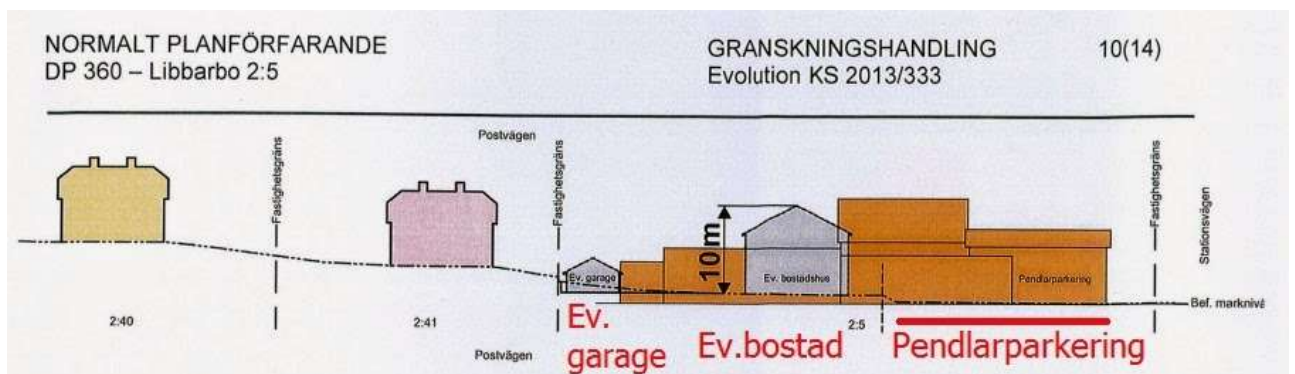 NORMALT PLANFÖRFARANDE
DP 360 – Libbarbo 2:5
GRANSKNINGSHANDLING 10(14)
Evolution KS 2013/333
Postvägen
Fastighetsgräns
Fastighetsgräns
Fastighetsgräns
Stationsvägen
10 m
Ev. garage
Ev. bostadshus
Pendlarparkering
Bef. marknivå
2:40
2:41
2:5
Ev.
garage
Ev.bostad
Pendlarparkering
Postvägen